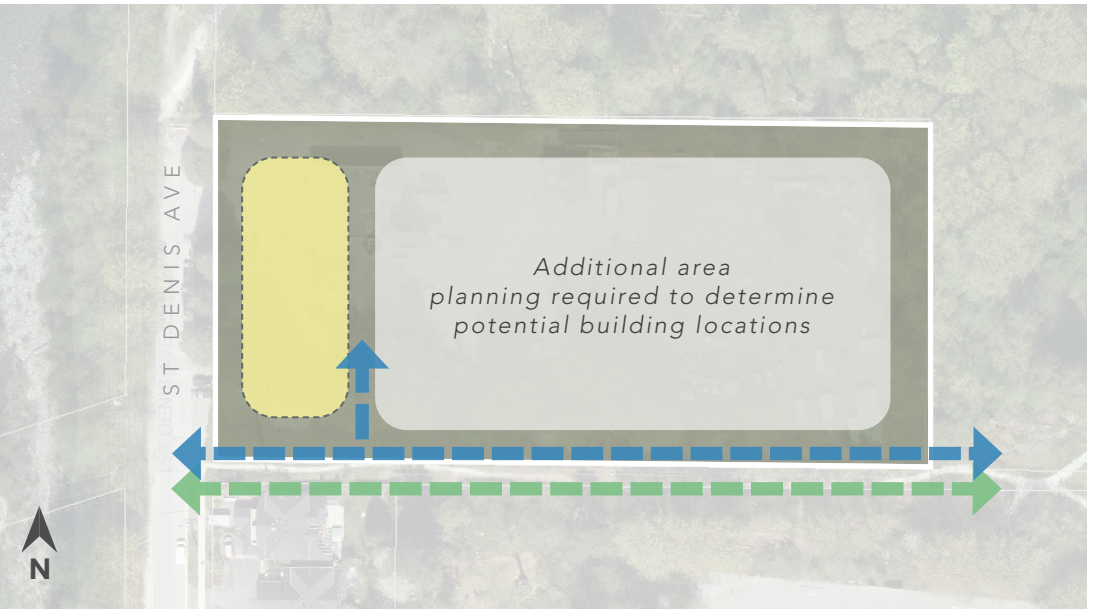 ST DENIS AVE
Additional area
planning required to determine
potential building locations
N